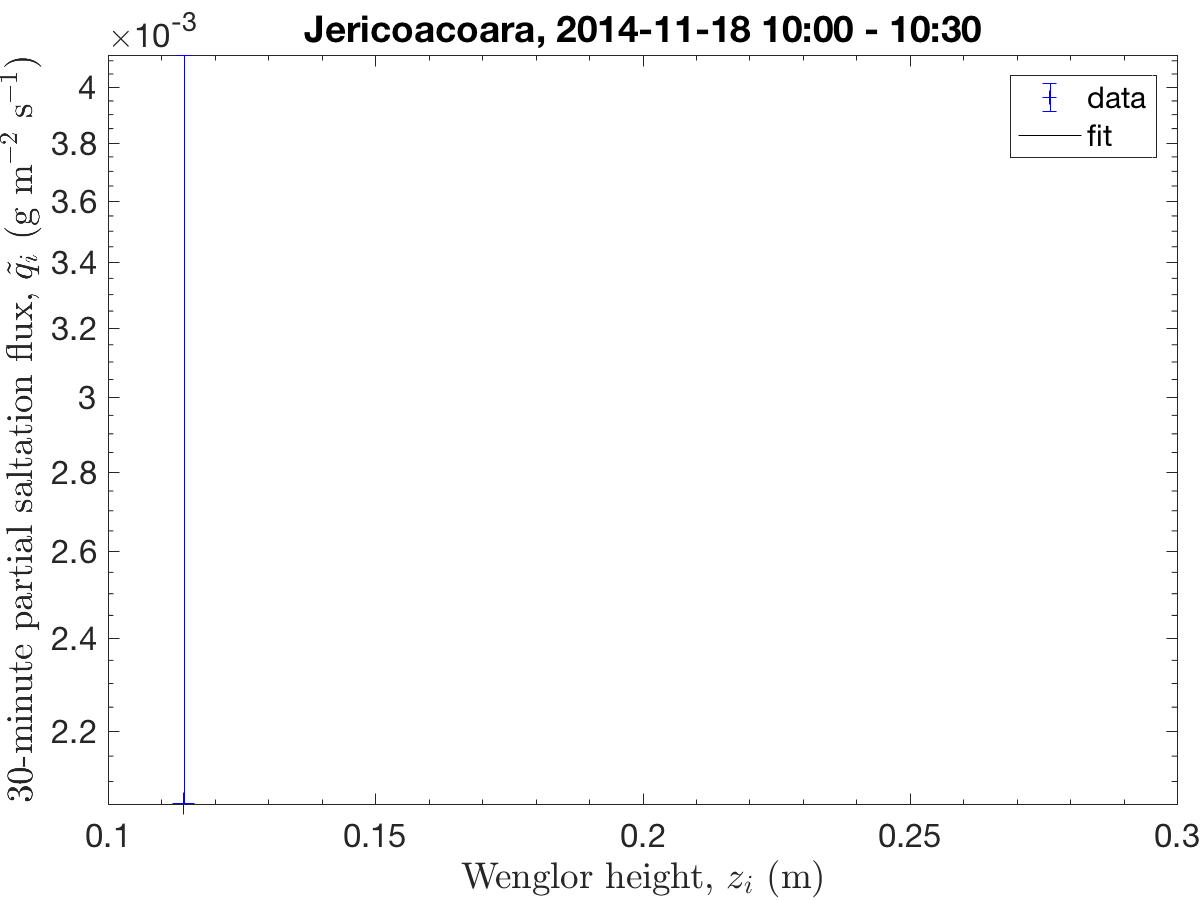 Jericoacoara, 2014-11-18 10:00 - 10:30
×10⁻³
4
3.8
3.6
3.4
3.2
3
2.8
2.6
2.4
2.2
30-minute partial saltation flux, q̃ᵢ (g m⁻² s⁻¹)
data
fit
0.1 0.15 0.2 0.25 0.3
Wenglor height, zᵢ (m)